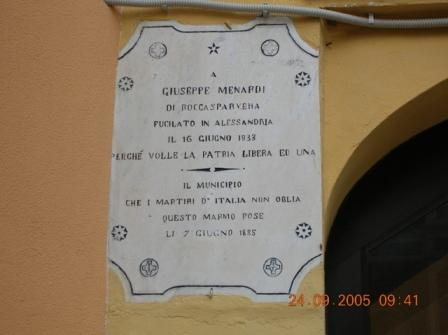 A
GIUSEPPE MENARDI
DI ROCCASPARVERA
FUCILATO IN ALESSANDRIA
IL 16 GIUGNO 1933
PERCHÉ VOLLE LA PATRIA LIBERA ED UNA
IL MUNICIPIO
CHE I MARTIRI D' ITALIA NON OBLIA
QUESTO MARMO POSE
LI 7 GIUGNO 1885
24.09.2005 09:41